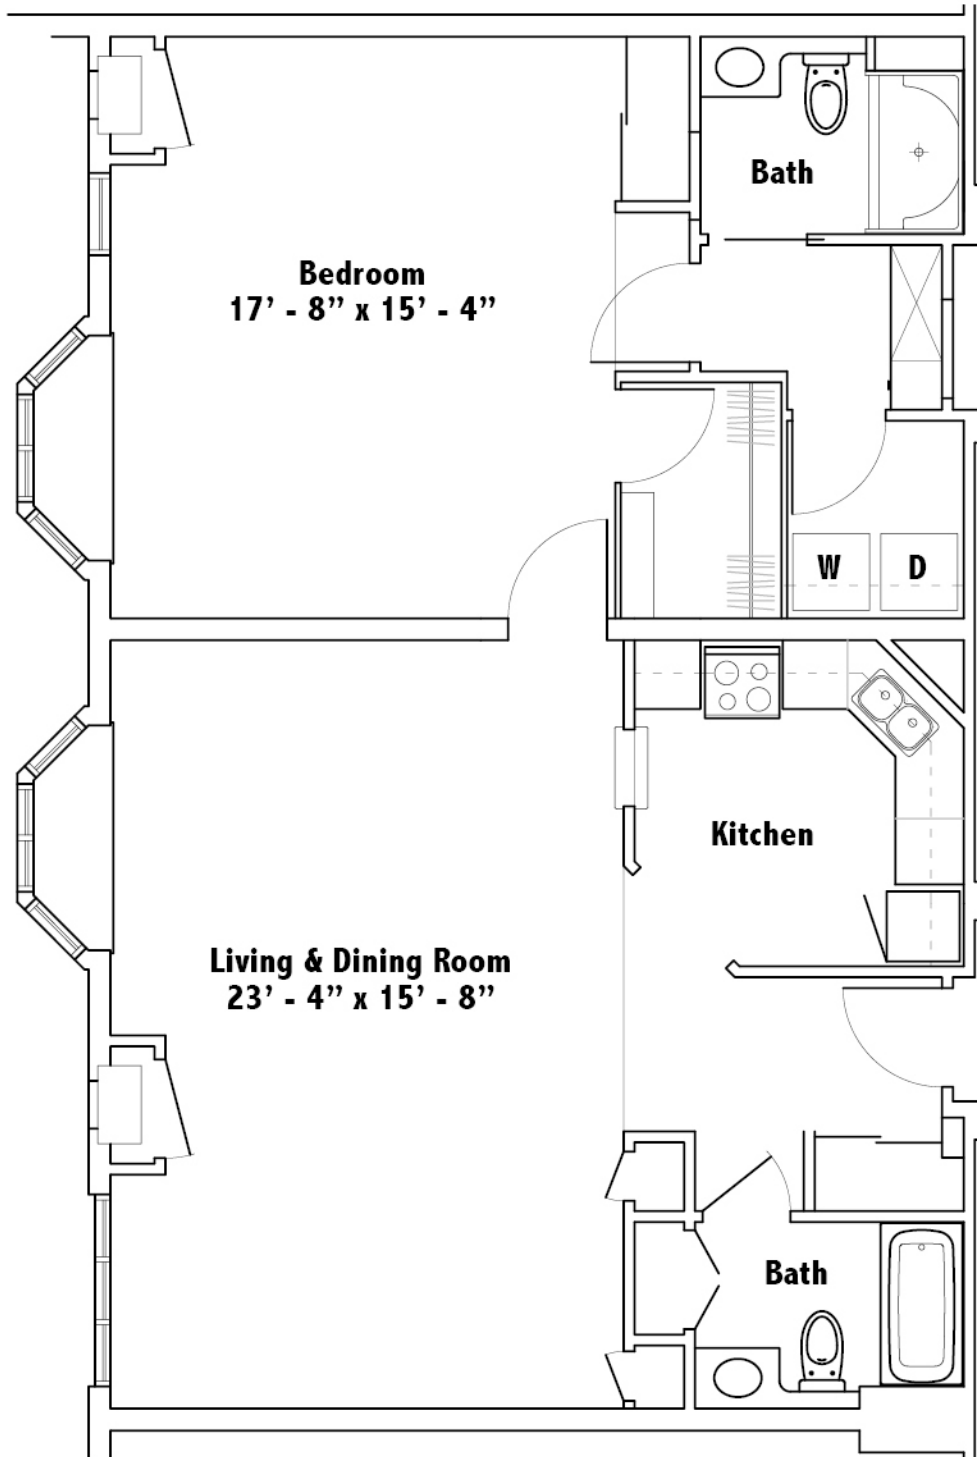 Bath
Bedroom
17’ - 8” x 15’ - 4”
W
D
Kitchen
Living & Dining Room
23’ - 4” x 15’ - 8”
Bath